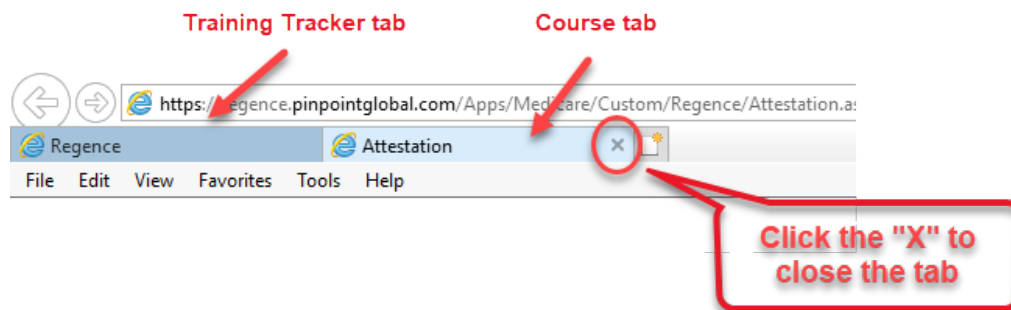 Training Tracker tab
Course tab
https://regence.pinpointglobal.com/Apps/Medicare/Custom/Regence/Attestation.as
Regence
Attestation
File Edit View Favorites Tools Help
Click the "X" to
close the tab